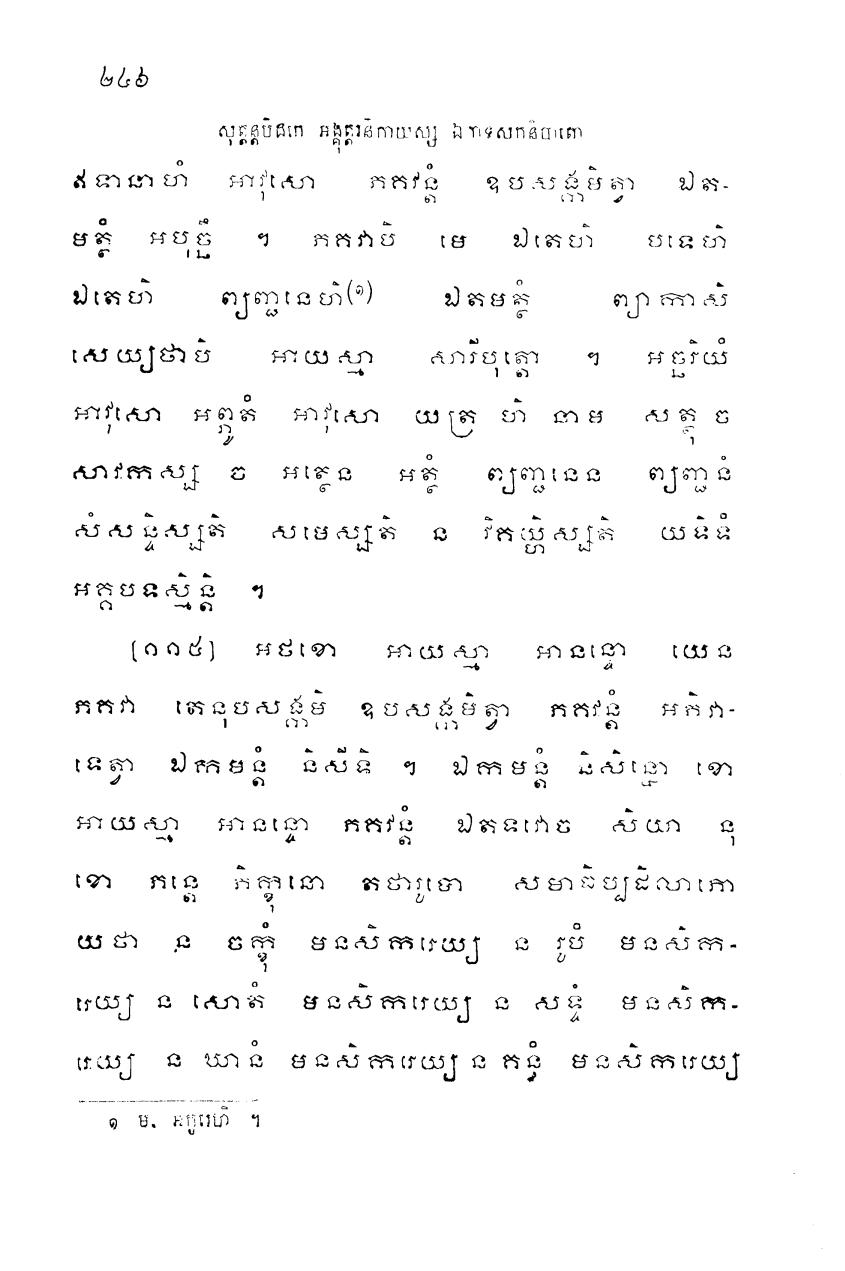 ២៤៦
សុត្តន្តបិដកេ អង្គុត្តរនិកាយស្ស ឯកាទសកនិបាតោ
ឥទានាហំ អាវុសោ ភគវន្តំ ឧបសង្កមិត្វា ឯត-
មត្ថំ អបុច្ឆឹ ។ ភគវាបិ មេ ឯតេហិ បទេហិ
ឯតេហិ ព្យញ្ជនេហិ(១) ឯតមត្ថំ ព្យាកាសិ
សេយ្យថាបិ អាយស្មា សារីបុត្តោ ។ អច្ឆរិយំ
អាវុសោ អព្ភូតំ អាវុសោ យត្រ ហិ នាម សត្ថុ ច
សាវកស្ស ច អត្ថេន អត្ថំ ព្យញ្ជនេន ព្យញ្ជនំ
សំសន្ទិស្សតិ សមេស្សតិ ន វិគយ្ហិស្សតិ យទិទំ
អគ្គបទស្មិន្តិ ។
[១១៥] អថខោ អាយស្មា អានន្ទោ យេន
ភគវា តេនុបសង្កមិ ឧបសង្កមិត្វា ភគវន្តំ អភិវា-
ទេត្វា ឯកមន្តំ និសីទិ ។ ឯកមន្តំ និសិន្នោ ខោ
អាយស្មា អានន្ទោ ភគវន្តំ ឯតទវោច សិយា នុ
ខោ ភន្តេ ភិក្ខុនោ តថារូបោ សមាធិប្បដិលាភោ
យថា ន ចក្ខុំ មនសិករេយ្យ ន រូបំ មនសិក-
រេយ្យ ន សោតំ មនសិករេយ្យ ន សទ្ទំ មនសិក-
រេយ្យ ន ឃានំ មនសិករេយ្យ ន គន្ធំ មនសិករេយ្យ
១ ម. អក្ខរេហិ ។